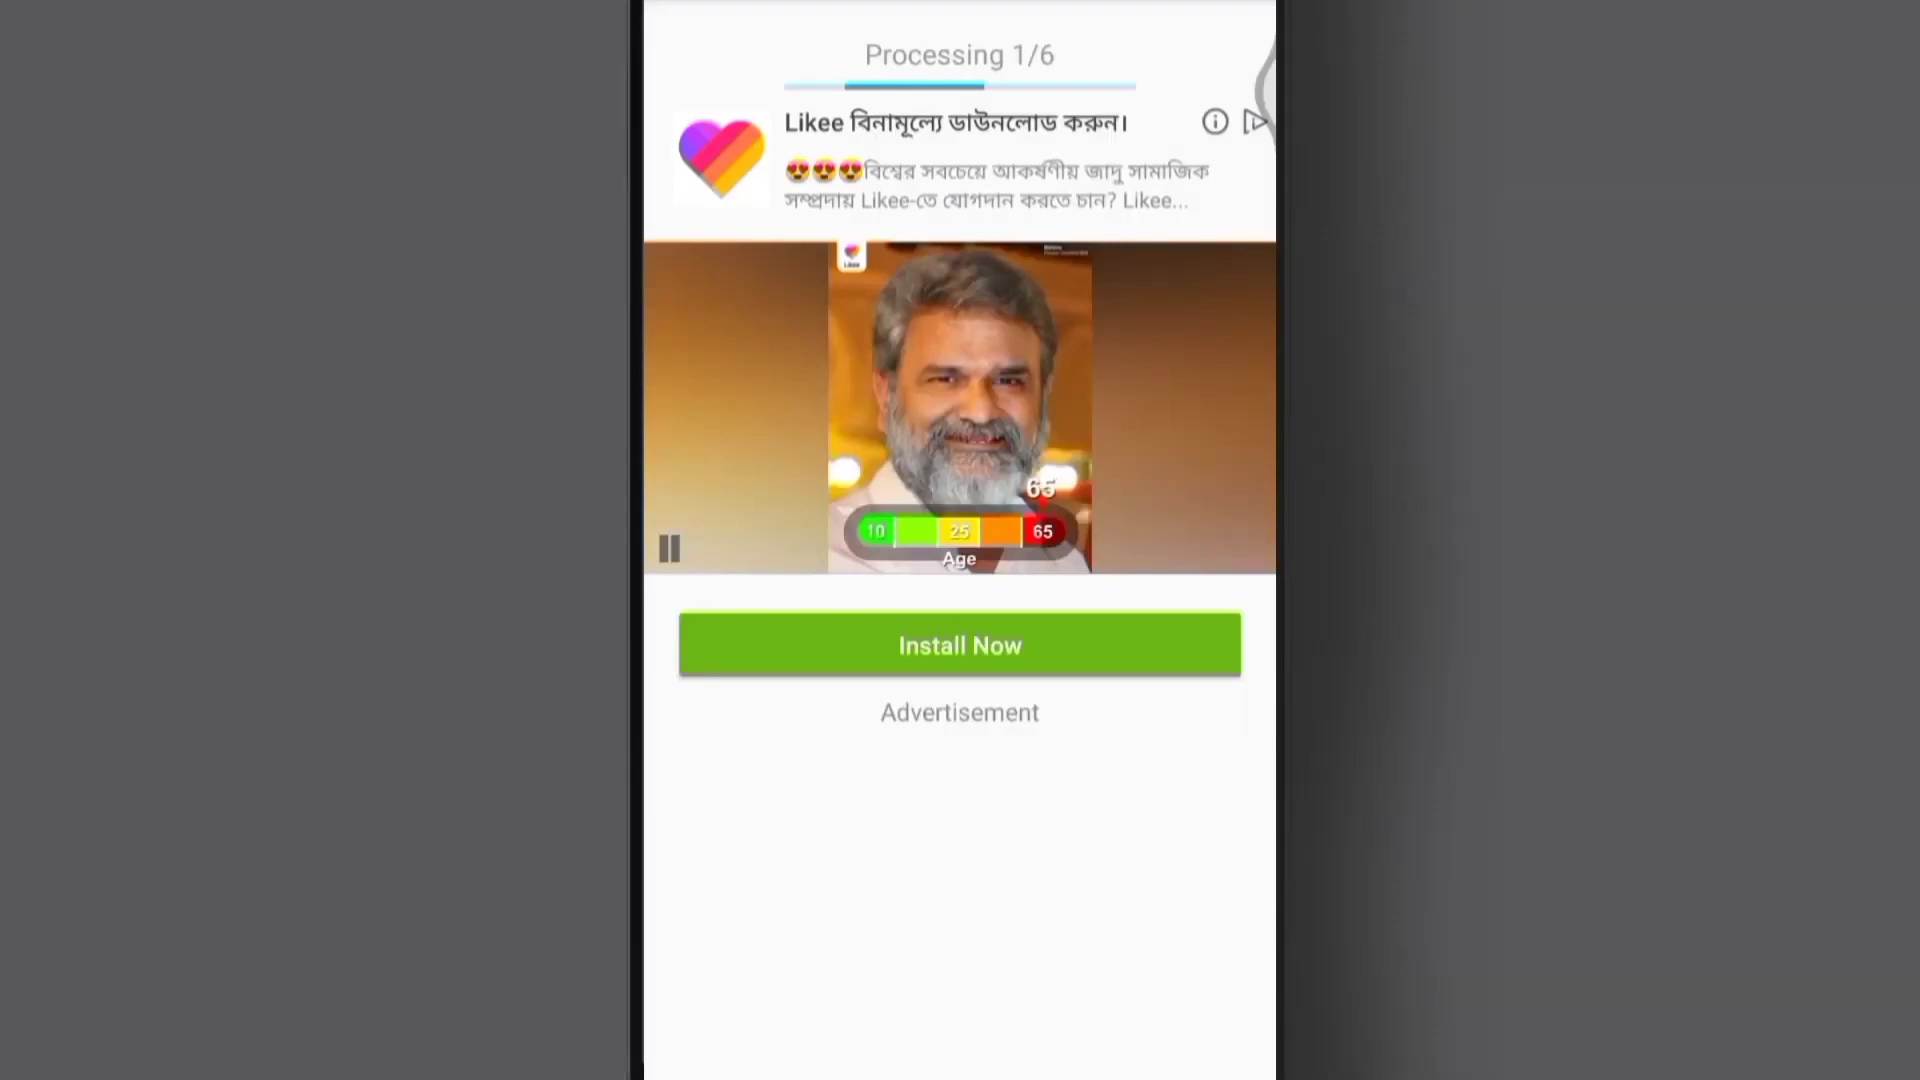 Processing 1/6
Likee বিনামূল্যে ডাউনলোড করুন।
😍😍😍বিশ্বের সবচেয়ে আকর্ষণীয় জাদু সামাজিক
সম্প্রদায় Likee-তে যোগদান করতে চান? Likee...
Likee
65
10 25 65
Age
Install Now
Advertisement